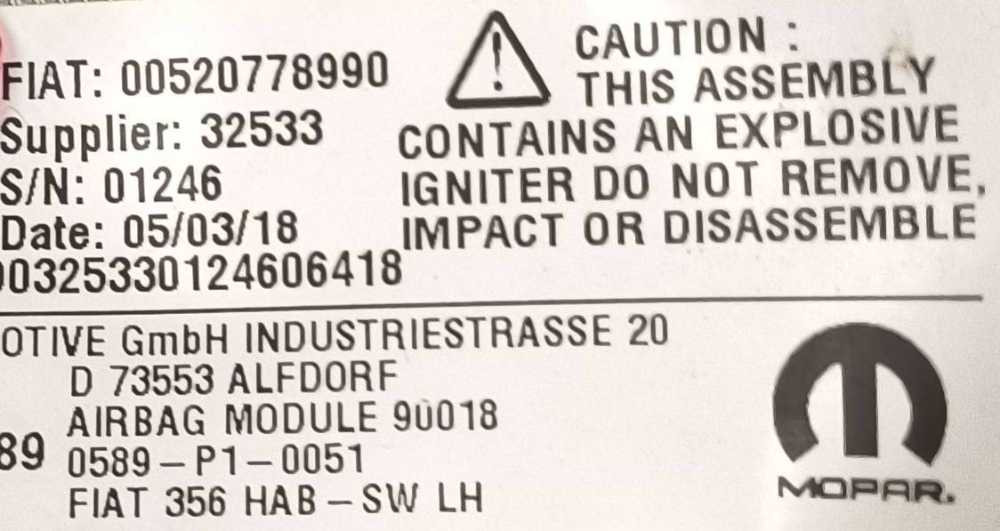 FIAT: 00520778990
Supplier: 32533
S/N: 01246
Date: 05/03/18
0032533012460​6418
CAUTION :
THIS ASSEMBLY
CONTAINS AN EXPLOSIVE
IGNITER DO NOT REMOVE,
IMPACT OR DISASSEMBLE
OTIVE GmbH INDUSTRIESTRASSE 20
D 73553 ALFDORF
AIRBAG MODULE 90018
89 0589-P1-0051
FIAT 356 HAB-SW LH
MOPAR.